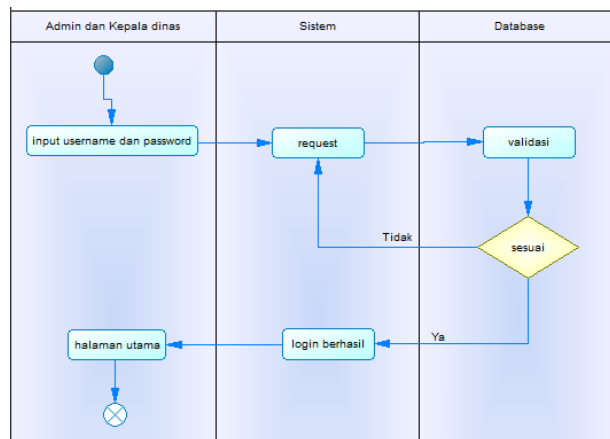 Admin dan Kepala dinas
Sistem
Database
input username dan password
request
validasi
Tidak
sesuai
Ya
halaman utama
login berhasil